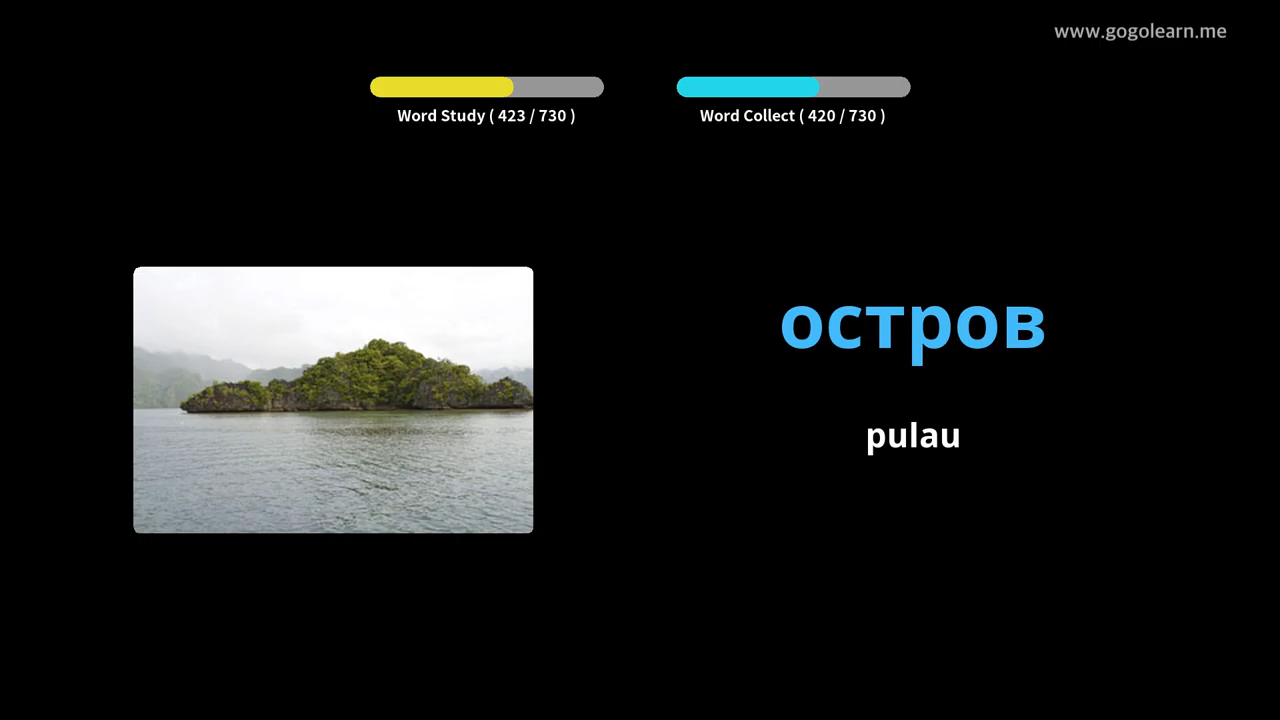 www.gogolearn.me
Word Study ( 423 / 730 )
Word Collect ( 420 / 730 )
остров
pulau